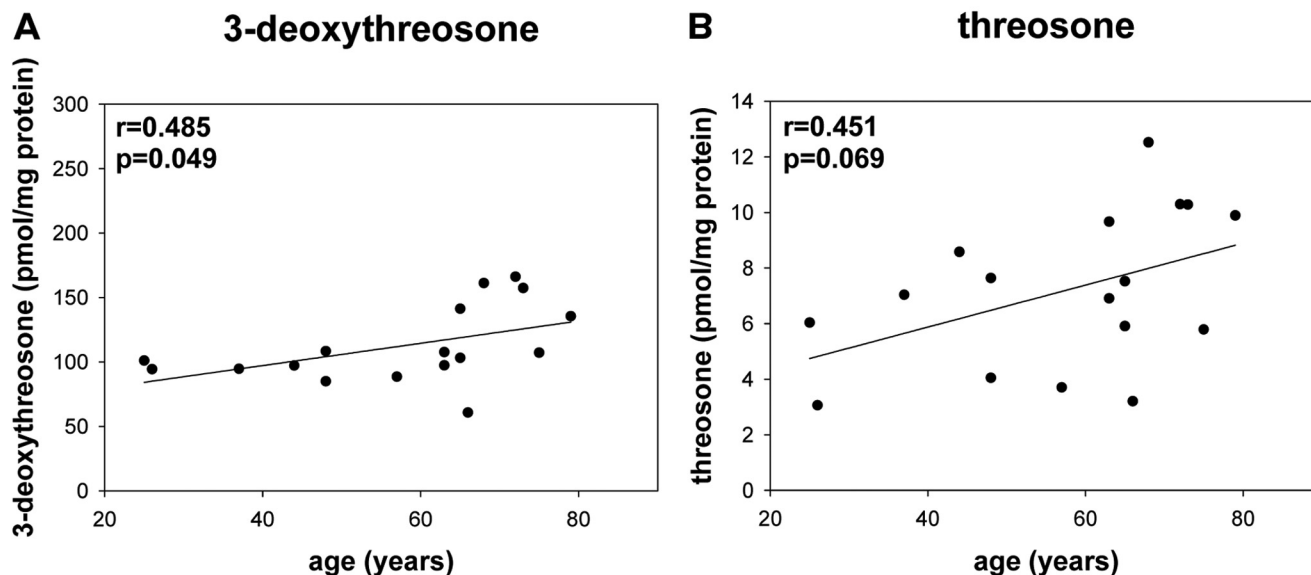 A
3-deoxythreosone
3-deoxythreosone (pmol/mg protein)
300
250
200
150
100
50
0
r=0.485
p=0.049
20
40
60
80
age (years)
B
threosone
threosone (pmol/mg protein)
14
12
10
8
6
4
2
0
r=0.451
p=0.069
20
40
60
80
age (years)